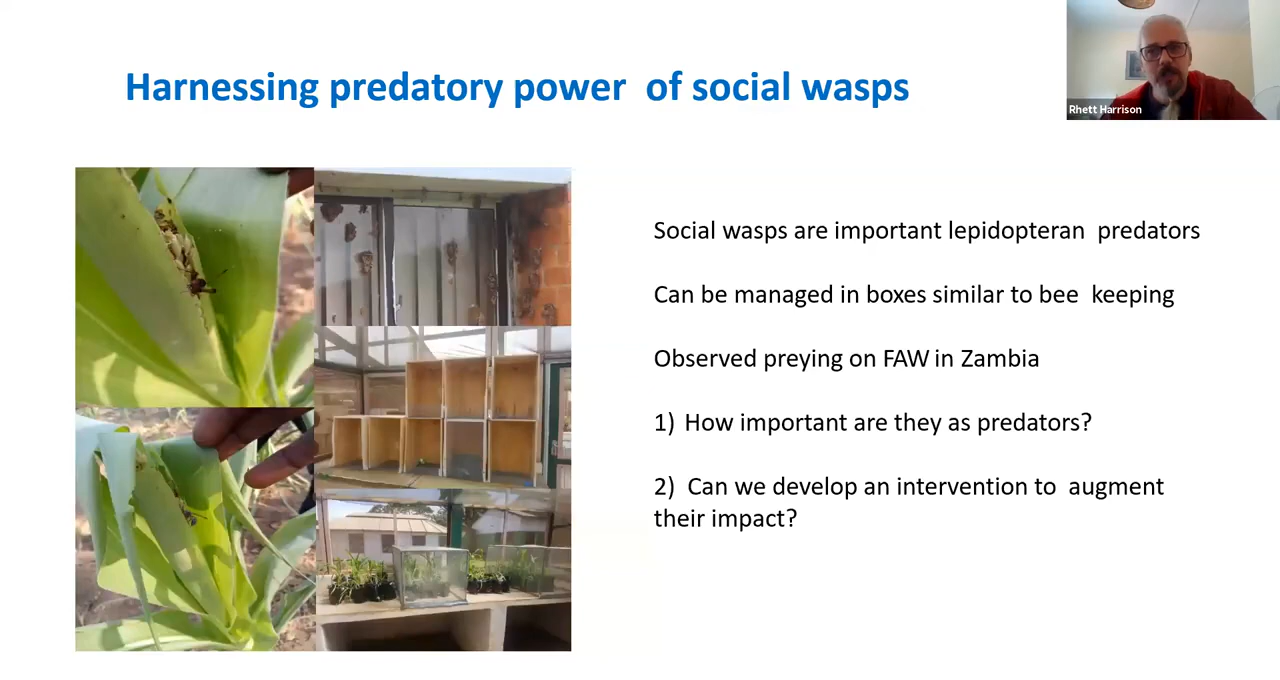 Harnessing predatory power of social wasps
Rhett Harrison
Social wasps are important lepidopteran predators
Can be managed in boxes similar to bee keeping
Observed preying on FAW in Zambia
1) How important are they as predators?
2) Can we develop an intervention to augment
their impact?